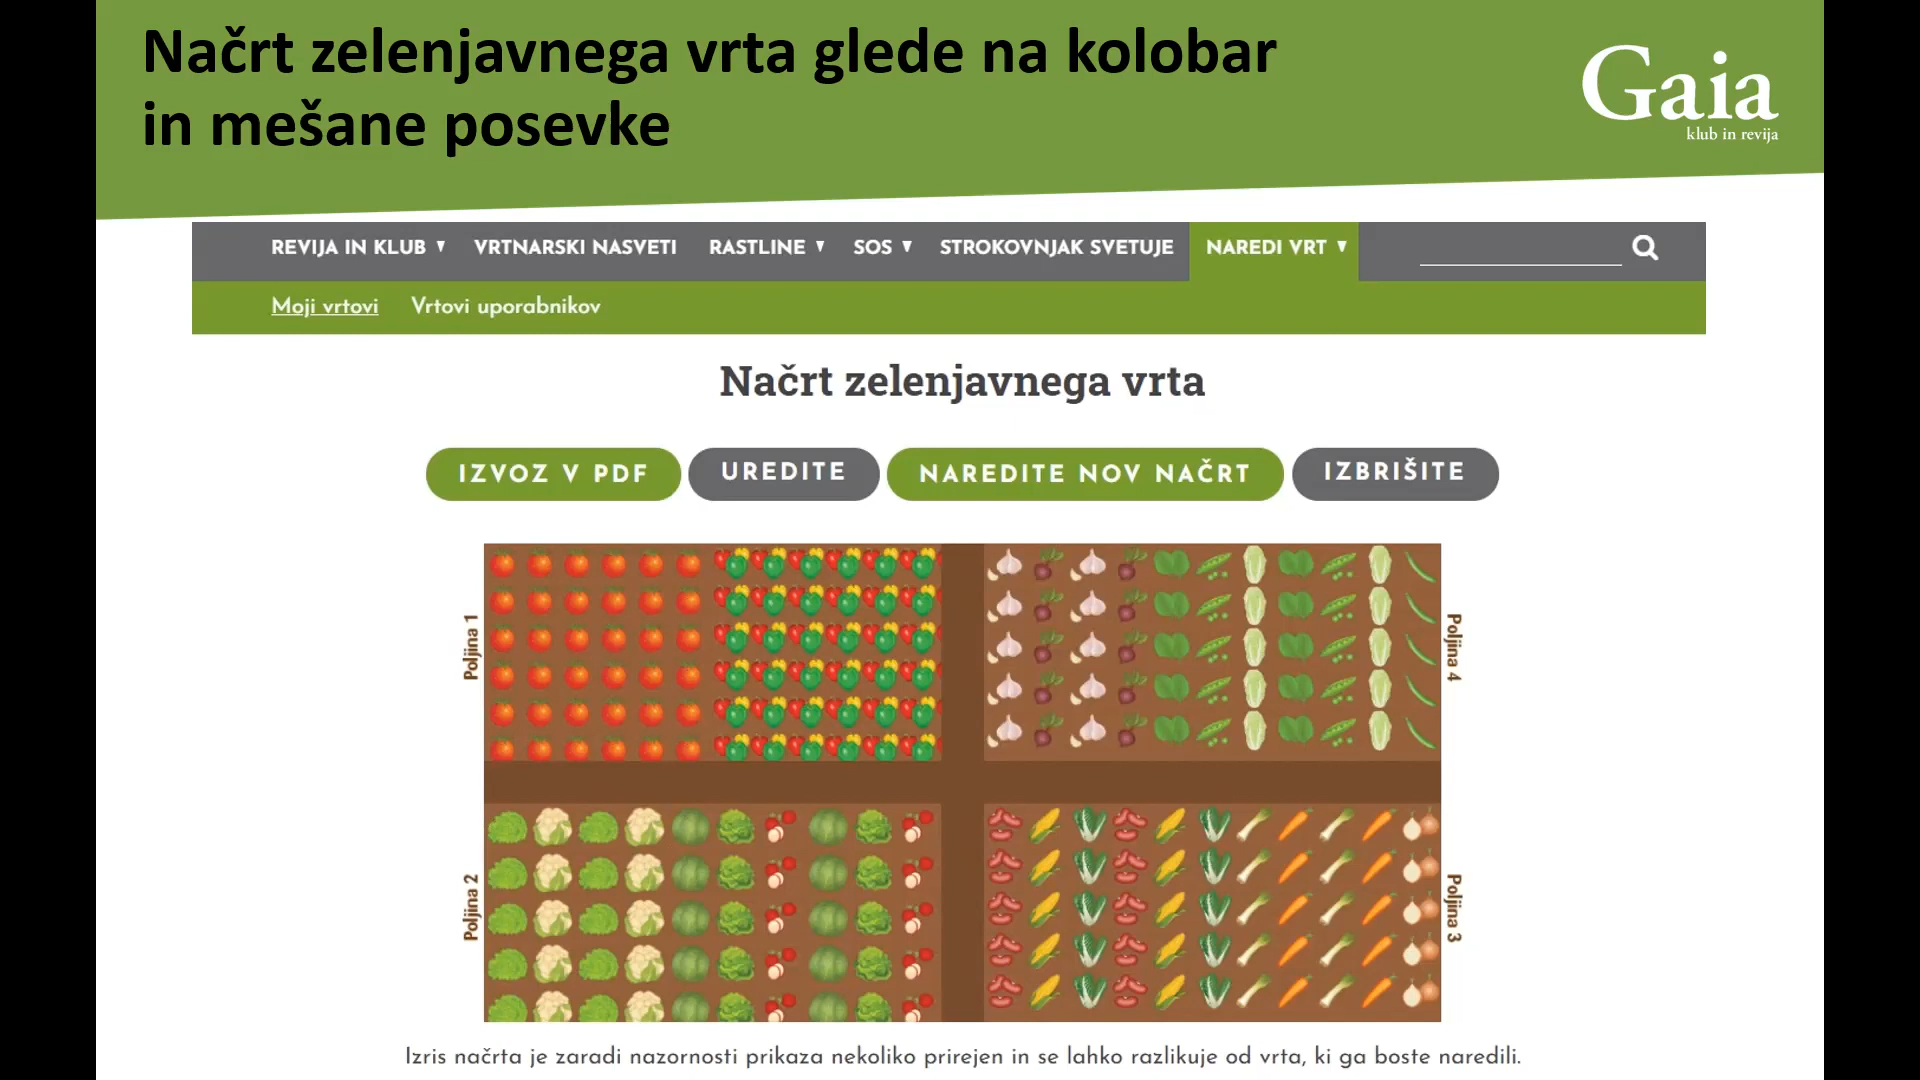 Načrt zelenjavnega vrta glede na kolobar
in mešane posevke
Gaia
klub in revija
REVIJA IN KLUB ▼ VRTNARSKI NASVETI RASTLINE ▼ SOS ▼ STROKOVNJAK SVETUJE NAREDI VRT ▼
Moji vrtovi Vrtovi uporabnikov
Načrt zelenjavnega vrta
IZVOZ V PDF UREDITE NAREDITE NOV NAČRT IZBRIŠITE
Poljina 1
Poljina 4
Poljina 2
Poljina 3
Izris načrta je zaradi nazornosti prikaza nekoliko prirejen in se lahko razlikuje od vrta, ki ga boste naredili.